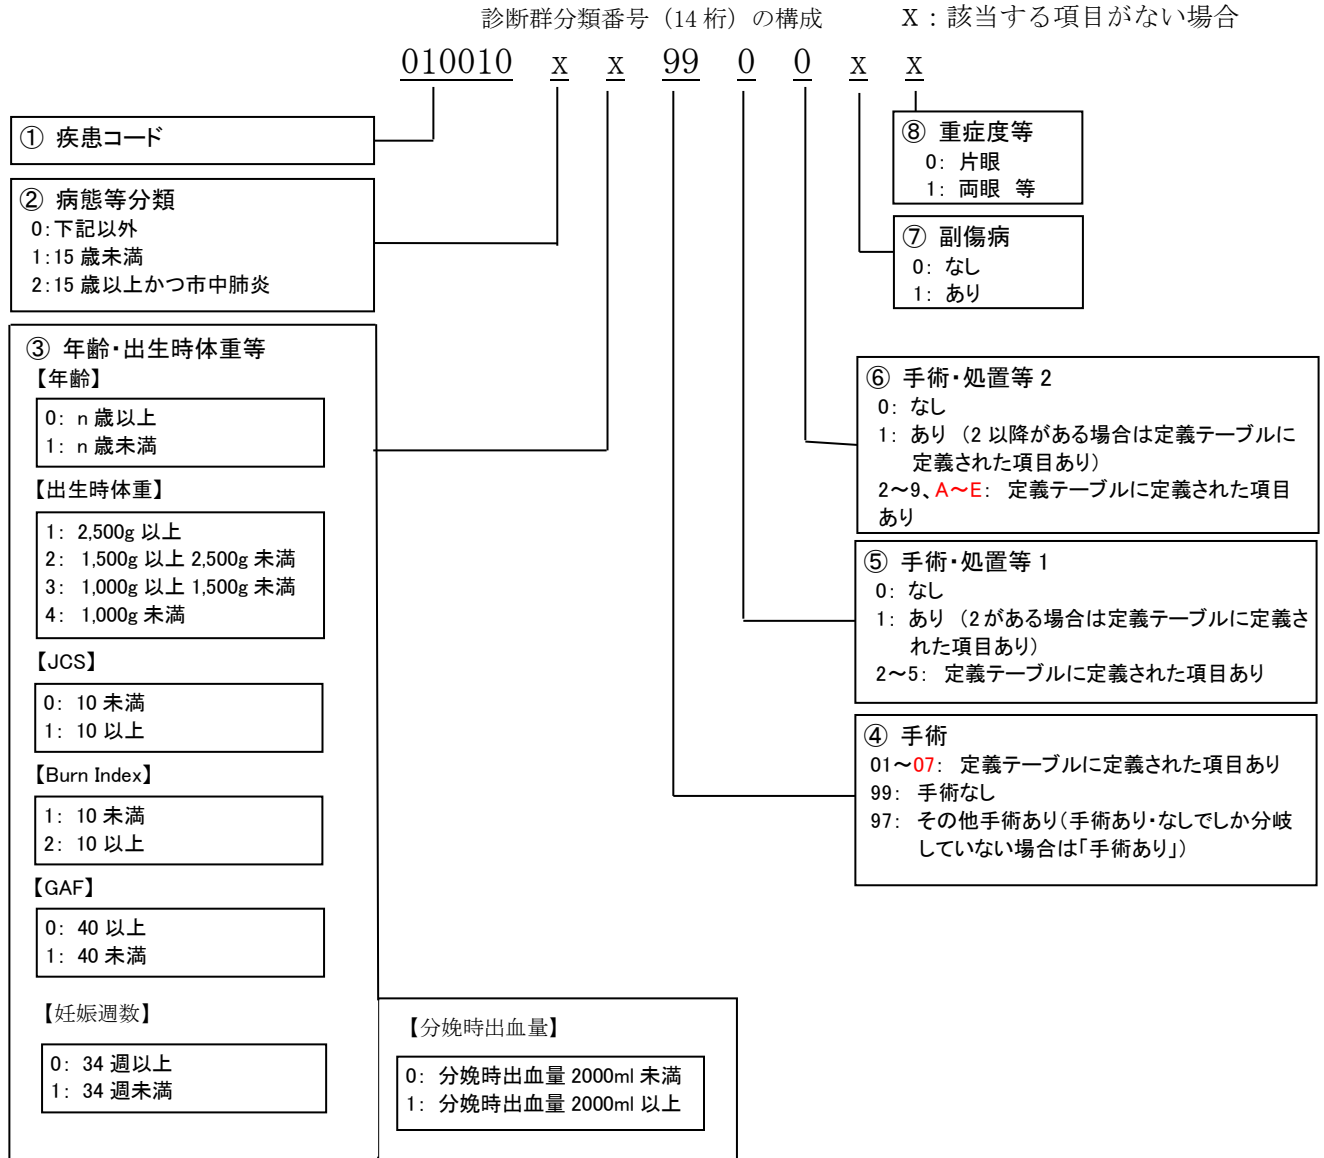 診断群分類番号（14 桁）の構成
X：該当する項目がない場合
010010 x x 99 0 0 x x
① 疾患コード
② 病態等分類
0：下記以外
1：15 歳未満
2：15 歳以上かつ市中肺炎
③ 年齢・出生時体重等
【年齢】
0： n 歳以上
1： n 歳未満
【出生時体重】
1： 2,500g 以上
2： 1,500g 以上 2,500g 未満
3： 1,000g 以上 1,500g 未満
4： 1,000g 未満
【JCS】
0： 10 未満
1： 10 以上
【Burn Index】
1： 10 未満
2： 10 以上
【GAF】
0： 40 以上
1： 40 未満
【妊娠週数】
0： 34 週以上
1： 34 週未満
【分娩時出血量】
0： 分娩時出血量 2000ml 未満
1： 分娩時出血量 2000ml 以上
⑧ 重症度等
0： 片眼
1： 両眼 等
⑦ 副傷病
0： なし
1： あり
⑥ 手術・処置等 2
0： なし
1： あり （2 以降がある場合は定義テーブルに
定義された項目あり）
2～9、A～E： 定義テーブルに定義された項目
あり
⑤ 手術・処置等 1
0： なし
1： あり （2 がある場合は定義テーブルに定義さ
れた項目あり）
2～5： 定義テーブルに定義された項目あり
④ 手術
01～07： 定義テーブルに定義された項目あり
99： 手術なし
97： その他手術あり（手術あり・なしでしか分岐
していない場合は「手術あり」）